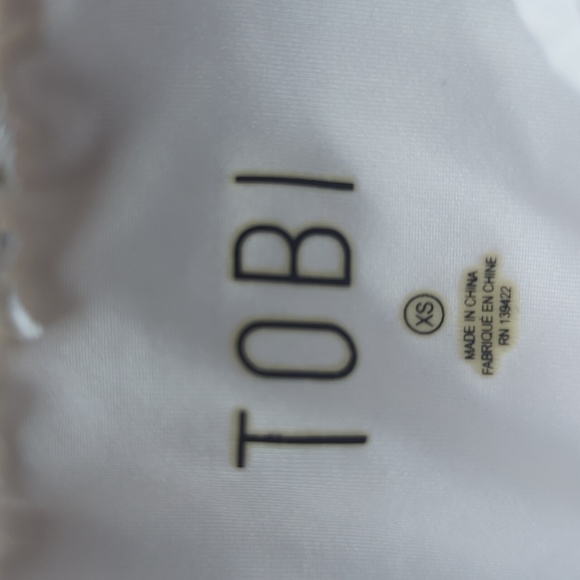 TOBI
XS
MADE IN CHINA
FABRIQUÉ EN CHINE
RN 139422